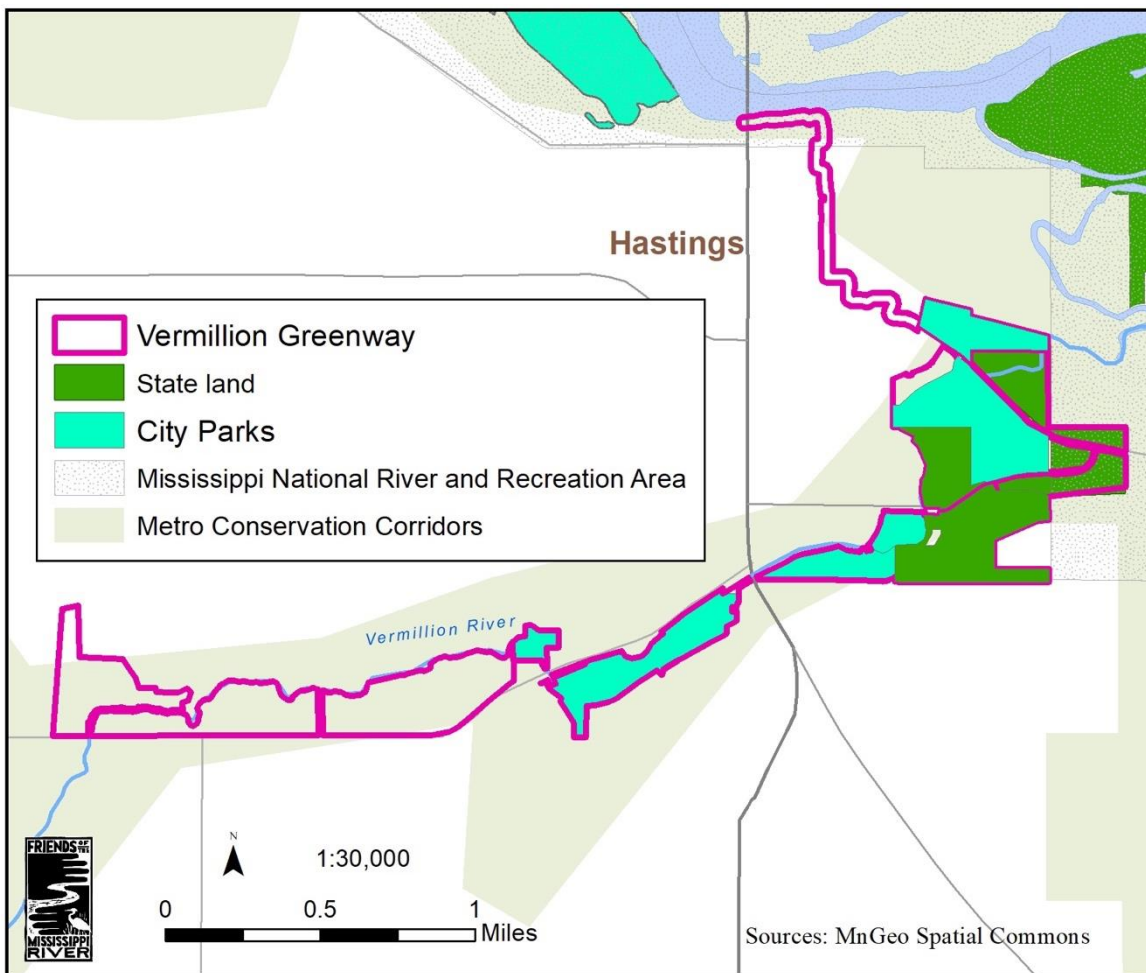 Hastings
Vermillion Greenway
State land
City Parks
Mississippi National River and Recreation Area
Metro Conservation Corridors
Vermillion River
N
1:30,000
0 0.5 1
Miles
FRIENDS OF THE
MISSISSIPPI
RIVER
Sources: MnGeo Spatial Commons